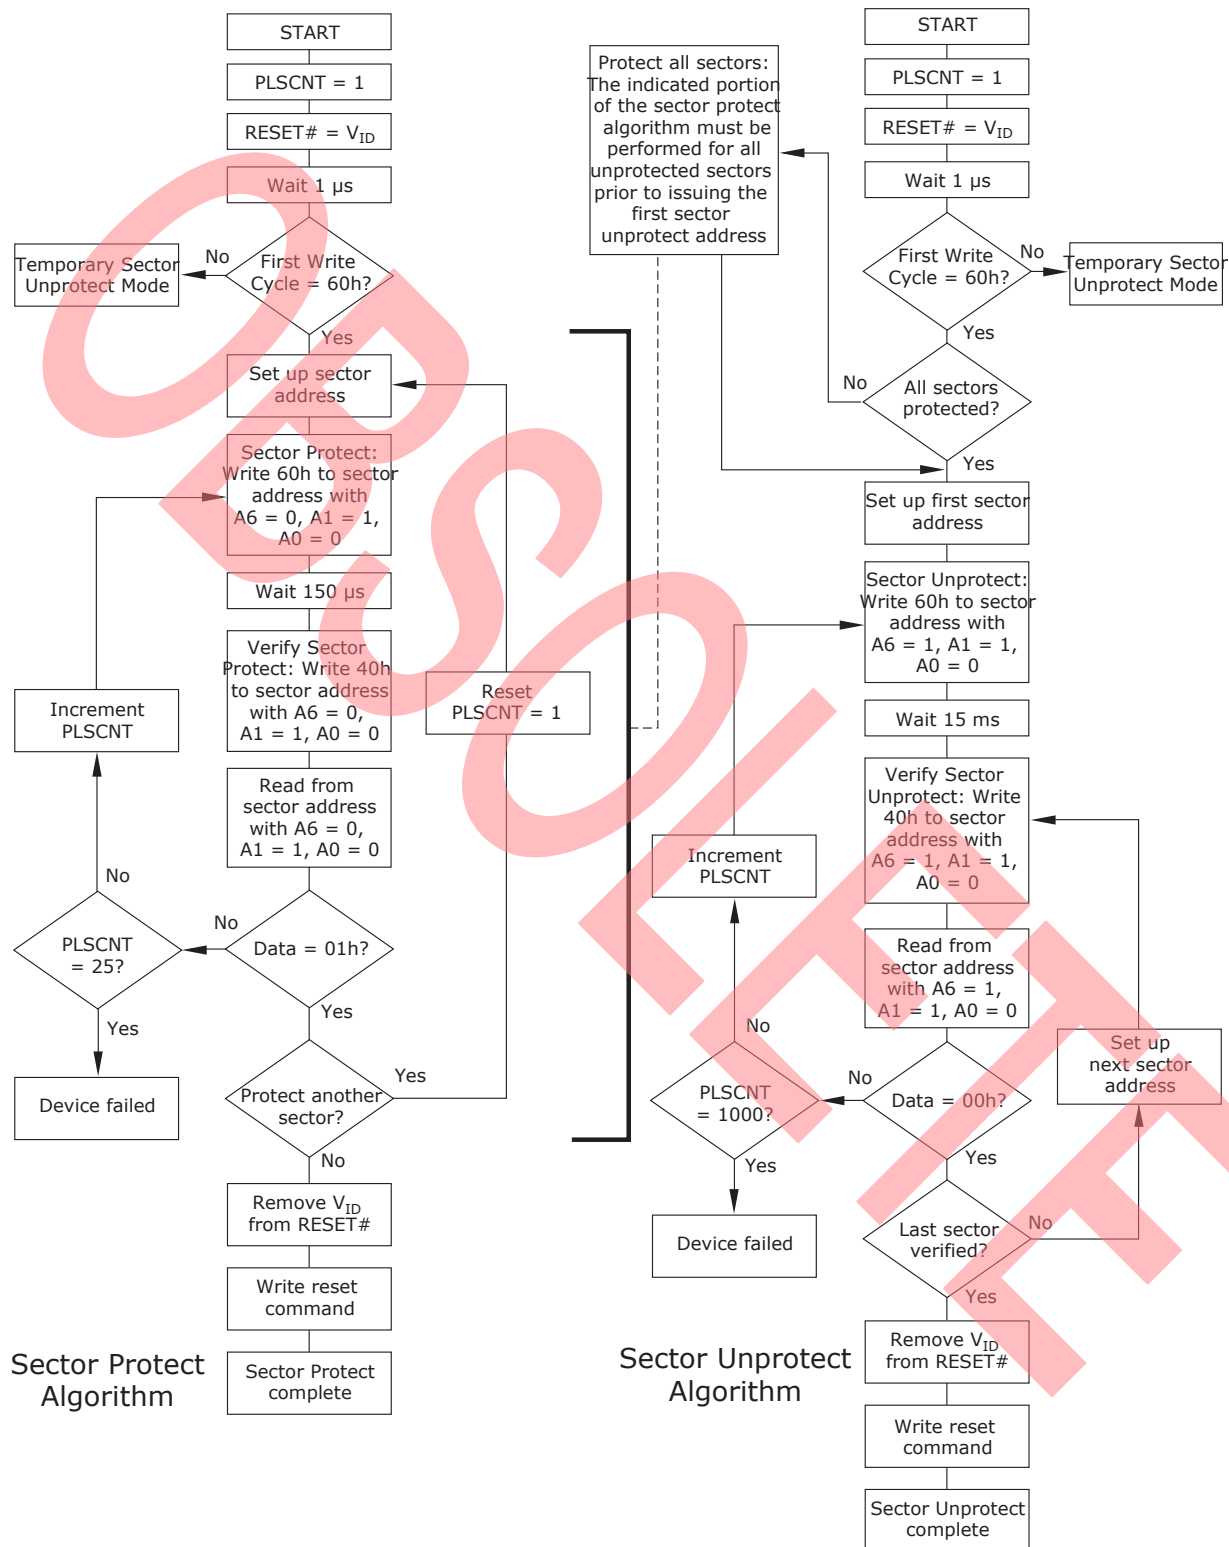 START
PLSCNT = 1
RESET# = VID
Wait 1 µs
First Write
Cycle = 60h?
No
Temporary Sector
Unprotect Mode
Yes
Set up sector
address
Sector Protect:
Write 60h to sector
address with
A6 = 0, A1 = 1,
A0 = 0
Wait 150 µs
Verify Sector
Protect: Write 40h
to sector address
with A6 = 0,
A1 = 1, A0 = 0
Reset
PLSCNT = 1
Increment
PLSCNT
Read from
sector address
with A6 = 0,
A1 = 1, A0 = 0
No
PLSCNT
= 25?
No
Data = 01h?
Yes
Yes
Device failed
Protect another
sector?
Yes
No
Remove VID
from RESET#
Write reset
command
Sector Protect
complete
Sector Protect
Algorithm
Protect all sectors:
The indicated portion
of the sector protect
algorithm must be
performed for all
unprotected sectors
prior to issuing the
first sector
unprotect address
START
PLSCNT = 1
RESET# = VID
Wait 1 µs
First Write
Cycle = 60h?
No
Temporary Sector
Unprotect Mode
Yes
No
All sectors
protected?
Yes
Set up first sector
address
Sector Unprotect:
Write 60h to sector
address with
A6 = 1, A1 = 1,
A0 = 0
Wait 15 ms
Verify Sector
Unprotect: Write
40h to sector
address with
A6 = 1, A1 = 1,
A0 = 0
Increment
PLSCNT
Read from
sector address
with A6 = 1,
A1 = 1, A0 = 0
No
PLSCNT
= 1000?
No
Data = 00h?
Set up
next sector
address
Yes
Yes
Device failed
Last sector
verified?
No
Yes
Remove VID
from RESET#
Write reset
command
Sector Unprotect
complete
Sector Unprotect
Algorithm
OBSOLETE